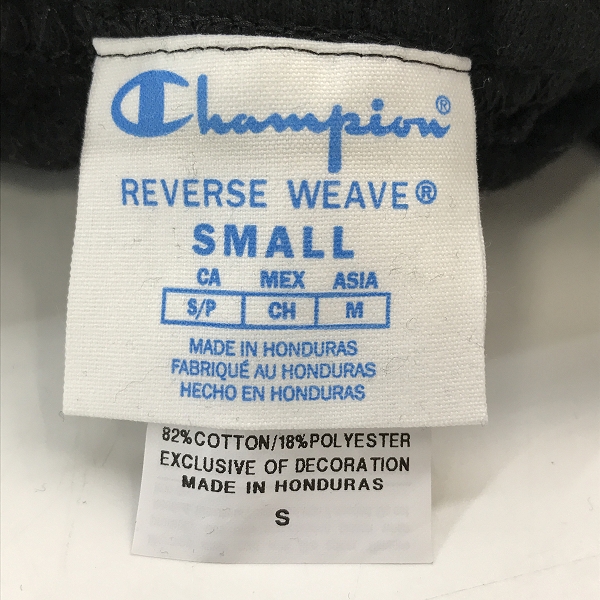 Champion®
REVERSE WEAVE®
SMALL
CA MEX ASIA
S/P CH M
MADE IN HONDURAS
FABRIQUÉ AU HONDURAS
HECHO EN HONDURAS
82%COTTON/18%POLYESTER
EXCLUSIVE OF DECORATION
MADE IN HONDURAS
S